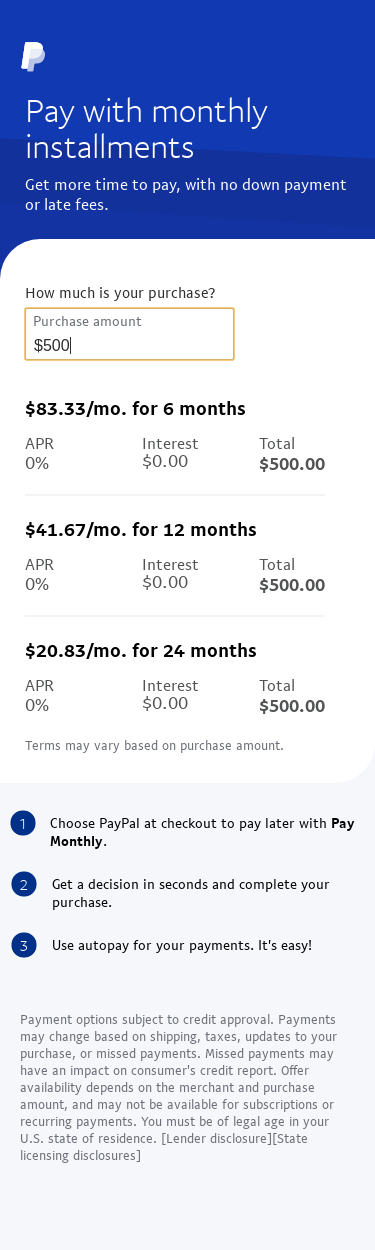 Pay with monthly
installments
Get more time to pay, with no down payment
or late fees.
How much is your purchase?
Purchase amount
$500
$83.33/mo. for 6 months
APR Interest Total
0% $0.00 $500.00
$41.67/mo. for 12 months
APR Interest Total
0% $0.00 $500.00
$20.83/mo. for 24 months
APR Interest Total
0% $0.00 $500.00
Terms may vary based on purchase amount.
1 Choose PayPal at checkout to pay later with Pay
Monthly.
2 Get a decision in seconds and complete your
purchase.
3 Use autopay for your payments. It's easy!
Payment options subject to credit approval. Payments
may change based on shipping, taxes, updates to your
purchase, or missed payments. Missed payments may
have an impact on consumer's credit report. Offer
availability depends on the merchant and purchase
amount, and may not be available for subscriptions or
recurring payments. You must be of legal age in your
U.S. state of residence. [Lender disclosure][State
licensing disclosures]